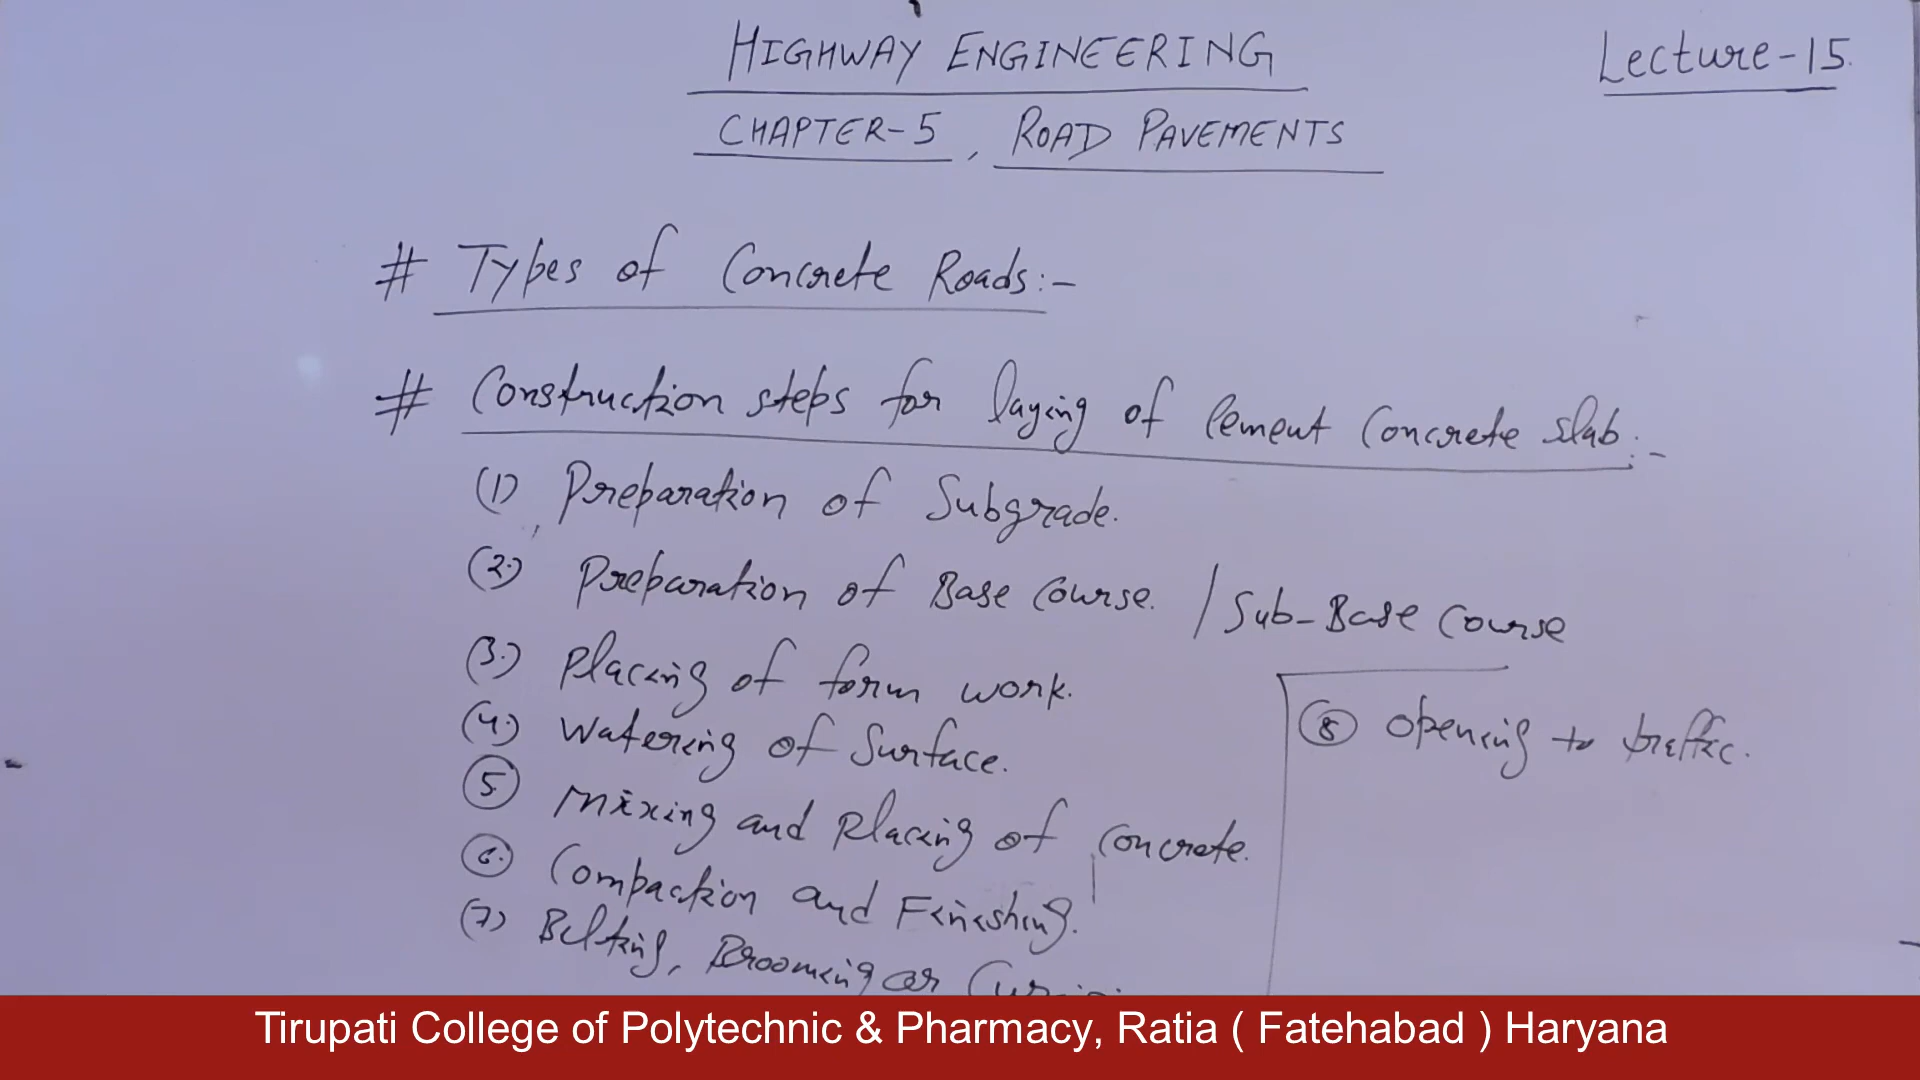 HIGHWAY ENGINEERING
Lecture-15.
CHAPTER-5, ROAD PAVEMENTS
# Types of Concrete Roads:-
# Construction steps for laying of Cement Concrete slab:-
(1) Preparation of Subgrade.
(2.) Preparation of Base Course. / Sub-Base Course
(3.) Placing of form work.
(4.) Watering of Surface.
(5.) Mixing and Placing of Concrete.
(6.) Compaction and Finishing.
(7) Belting, Brooming or
(8) Opening to traffic.
Tirupati College of Polytechnic & Pharmacy, Ratia ( Fatehabad ) Haryana